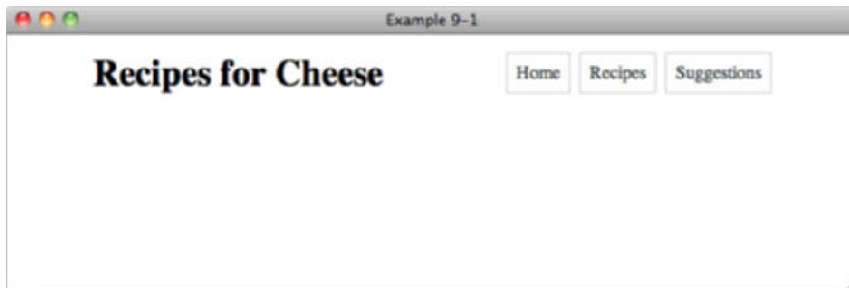 Example 9-1
Recipes for Cheese
Home
Recipes
Suggestions